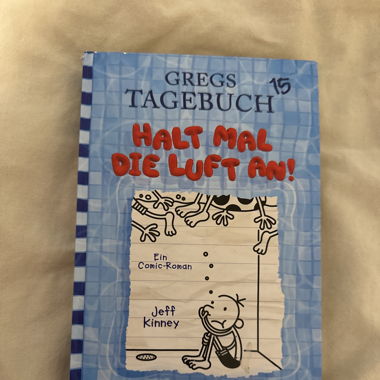 GREGS
TAGEBUCH 15
HALT MAL
DIE LUFT AN!
Ein
Comic-Roman
Jeff
Kinney